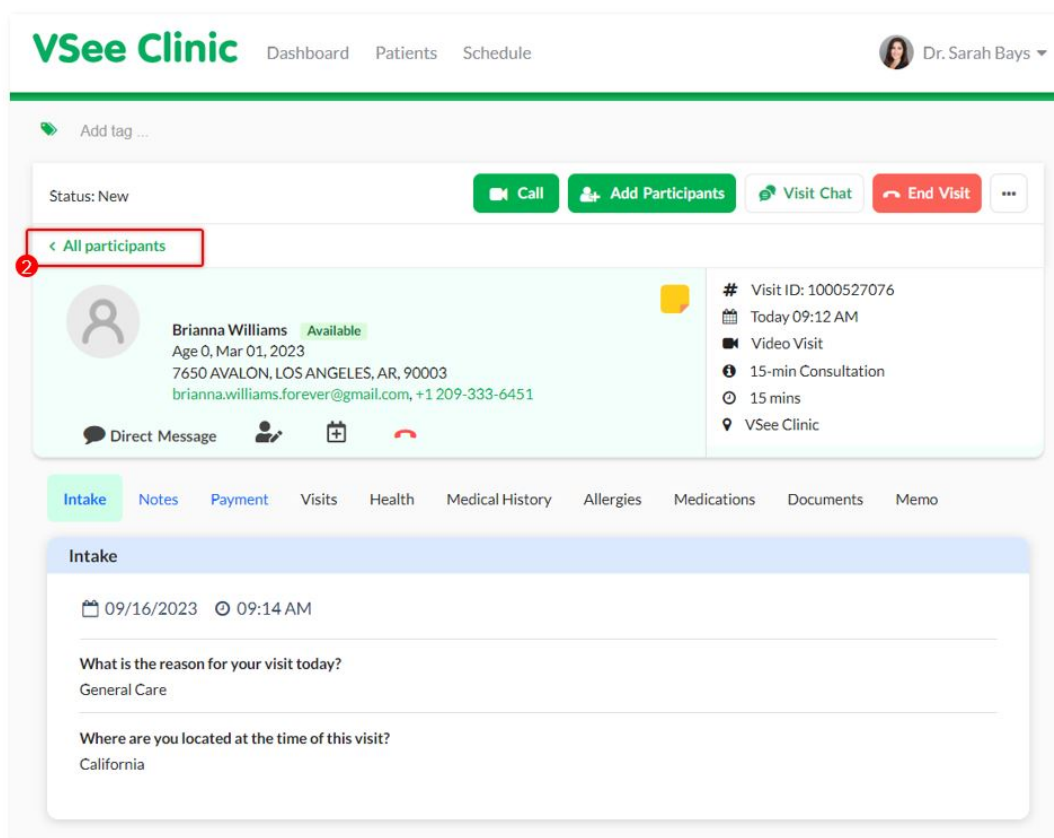 VSee Clinic Dashboard Patients Schedule Dr. Sarah Bays
Add tag ...
Status: New Call Add Participants Visit Chat End Visit ...
< All participants
2
Brianna Williams Available
Age 0, Mar 01, 2023
7650 AVALON, LOS ANGELES, AR, 90003
brianna.williams.forever@gmail.com, +1 209-333-6451
Direct Message
# Visit ID: 1000527076
Today 09:12 AM
Video Visit
15-min Consultation
15 mins
VSee Clinic
Intake Notes Payment Visits Health Medical History Allergies Medications Documents Memo
Intake
09/16/2023 09:14 AM
What is the reason for your visit today?
General Care
Where are you located at the time of this visit?
California